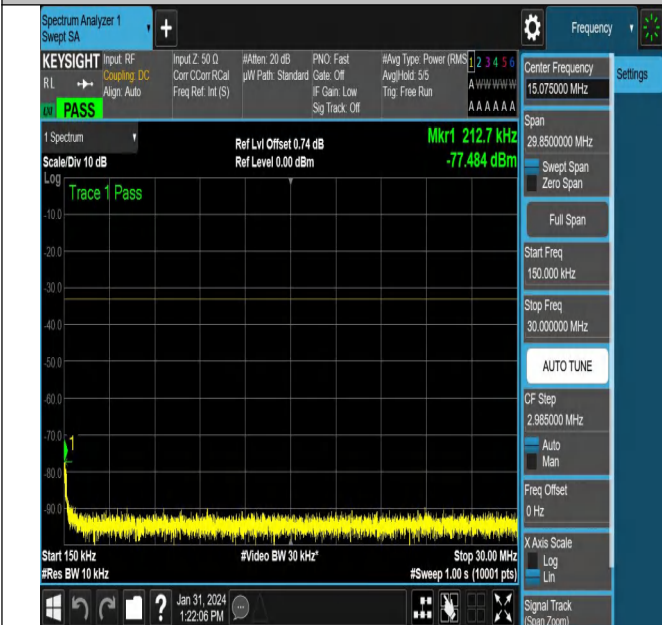 Spectrum Analyzer 1
Swept SA
Frequency
KEYSIGHT
RL
PASS
Input: RF
Coupling: DC
Align: Auto
Input Z: 50 Ω
Corr CCorr RCal
Freq Ref: Int (S)
#Atten: 20 dB
µW Path: Standard
PNO: Fast
Gate: Off
IF Gain: Low
Sig Track: Off
#Avg Type: Power (RMS
Avg|Hold: 5/5
Trig: Free Run
1 2 3 4 5 6
A W W W W W
A A A A A A
Center Frequency
15.075000 MHz
Settings
Span
29.8500000 MHz
Swept Span
Zero Span
Full Span
Start Freq
150.000 kHz
Stop Freq
30.000000 MHz
AUTO TUNE
CF Step
2.985000 MHz
Auto
Man
Freq Offset
0 Hz
X Axis Scale
Log
Lin
Signal Track
(Span Zoom)
1 Spectrum
Scale/Div 10 dB
Log
Ref Lvl Offset 0.74 dB
Ref Level 0.00 dBm
Mkr1 212.7 kHz
-77.484 dBm
Trace 1 Pass
-10.0
-20.0
-30.0
-40.0
-50.0
-60.0
-70.0
1
-80.0
-90.0
Start 150 kHz
#Video BW 30 kHz*
Stop 30.00 MHz
#Res BW 10 kHz
#Sweep 1.00 s (10001 pts)
?
Jan 31, 2024
1:22:06 PM